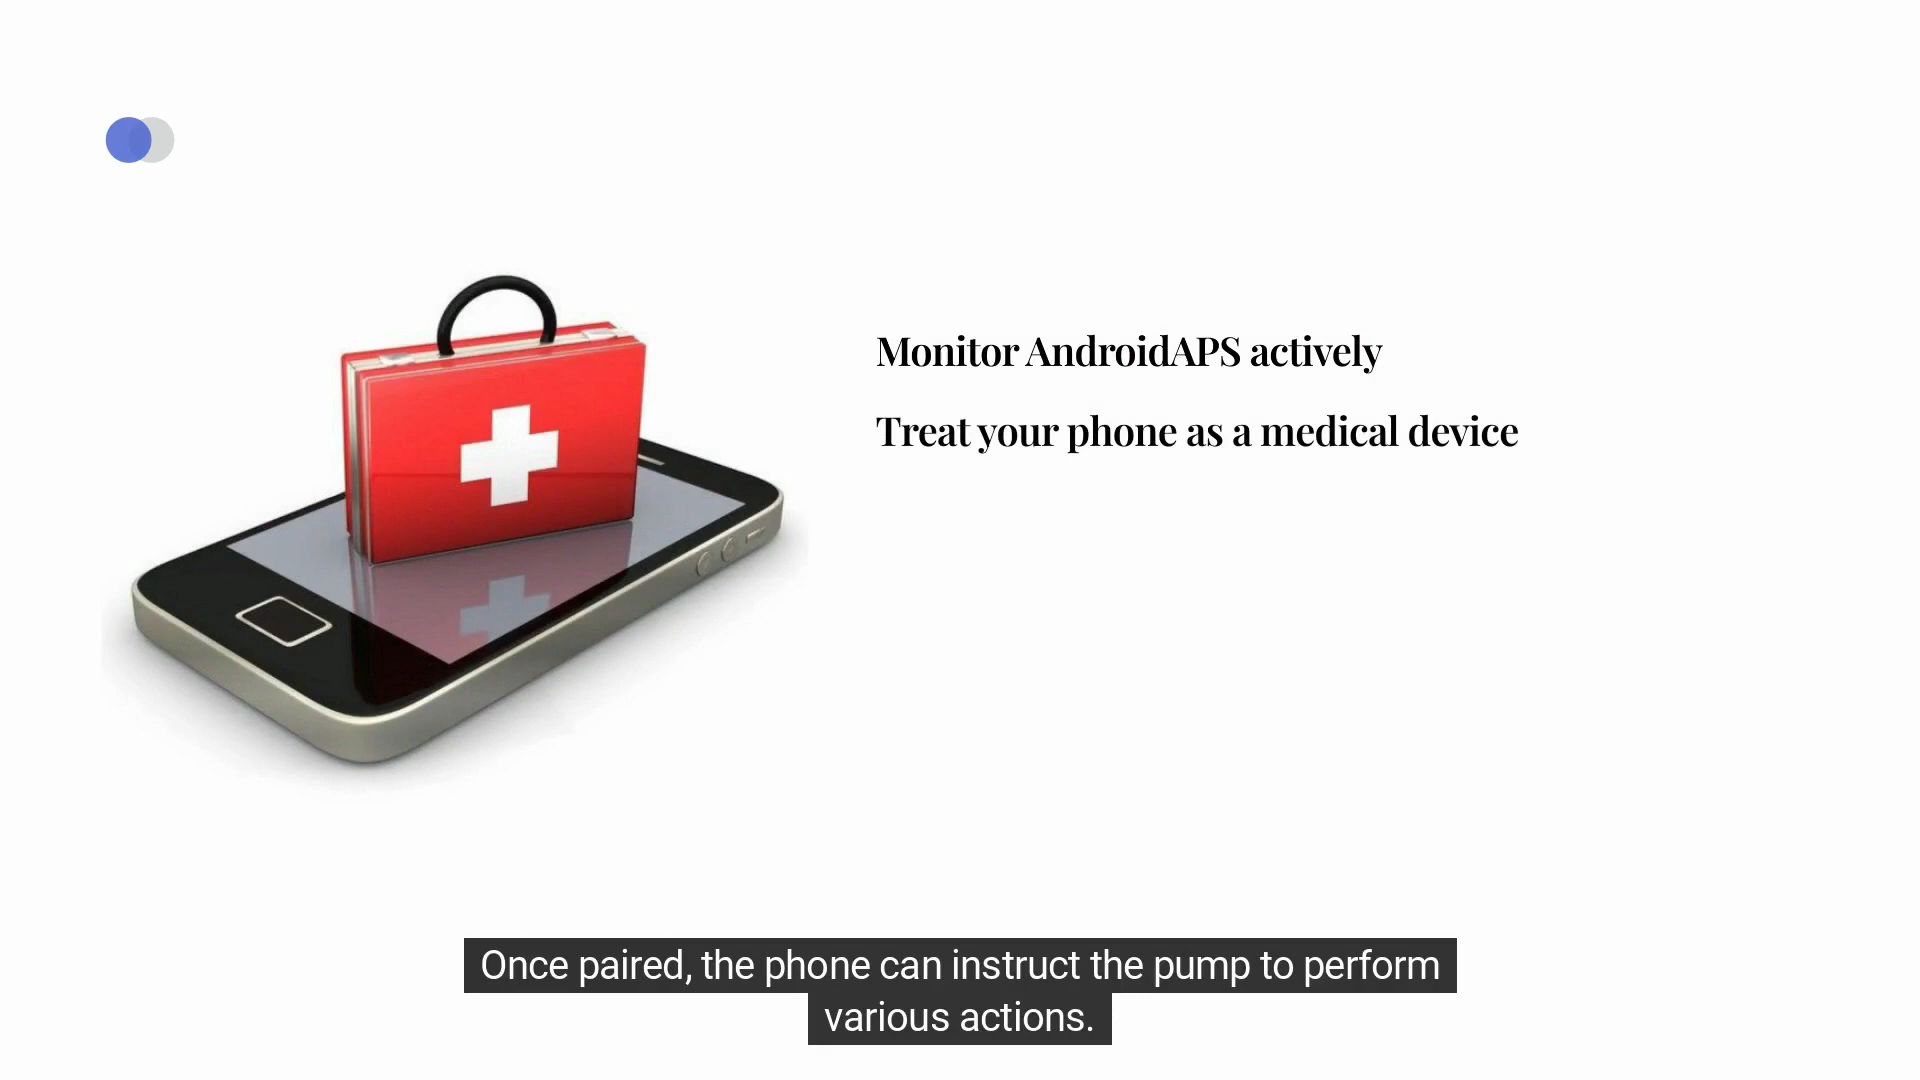 Monitor AndroidAPS actively
Treat your phone as a medical device
Once paired, the phone can instruct the pump to perform
various actions.